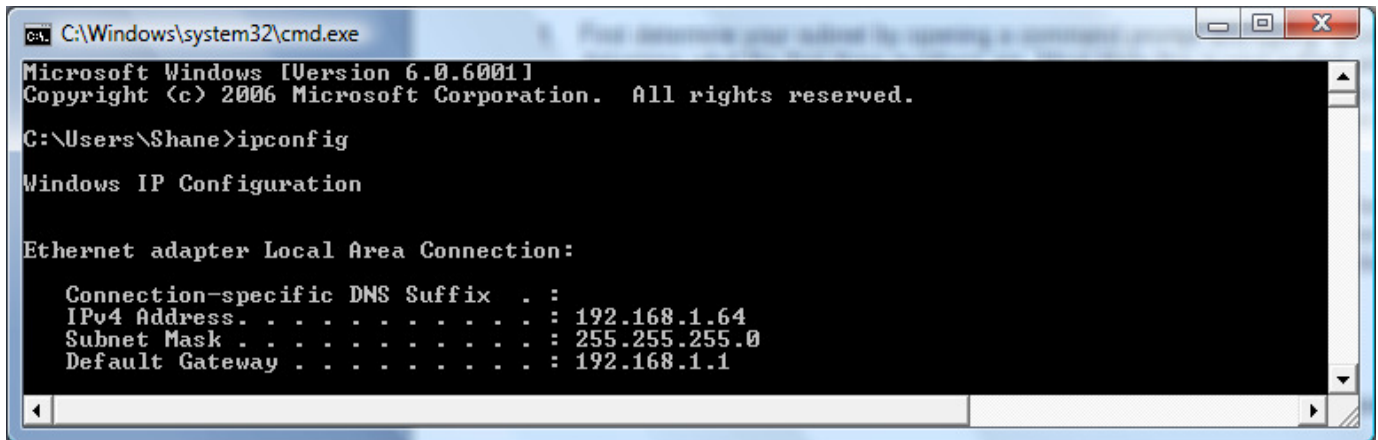 C:\Windows\system32\cmd.exe
Microsoft Windows [Version 6.0.6001]
Copyright (c) 2006 Microsoft Corporation.  All rights reserved.
C:\Users\Shane>ipconfig
Windows IP Configuration
Ethernet adapter Local Area Connection:
   Connection-specific DNS Suffix  . :
   IPv4 Address. . . . . . . . . . . : 192.168.1.64
   Subnet Mask . . . . . . . . . . . : 255.255.255.0
   Default Gateway . . . . . . . . . : 192.168.1.1